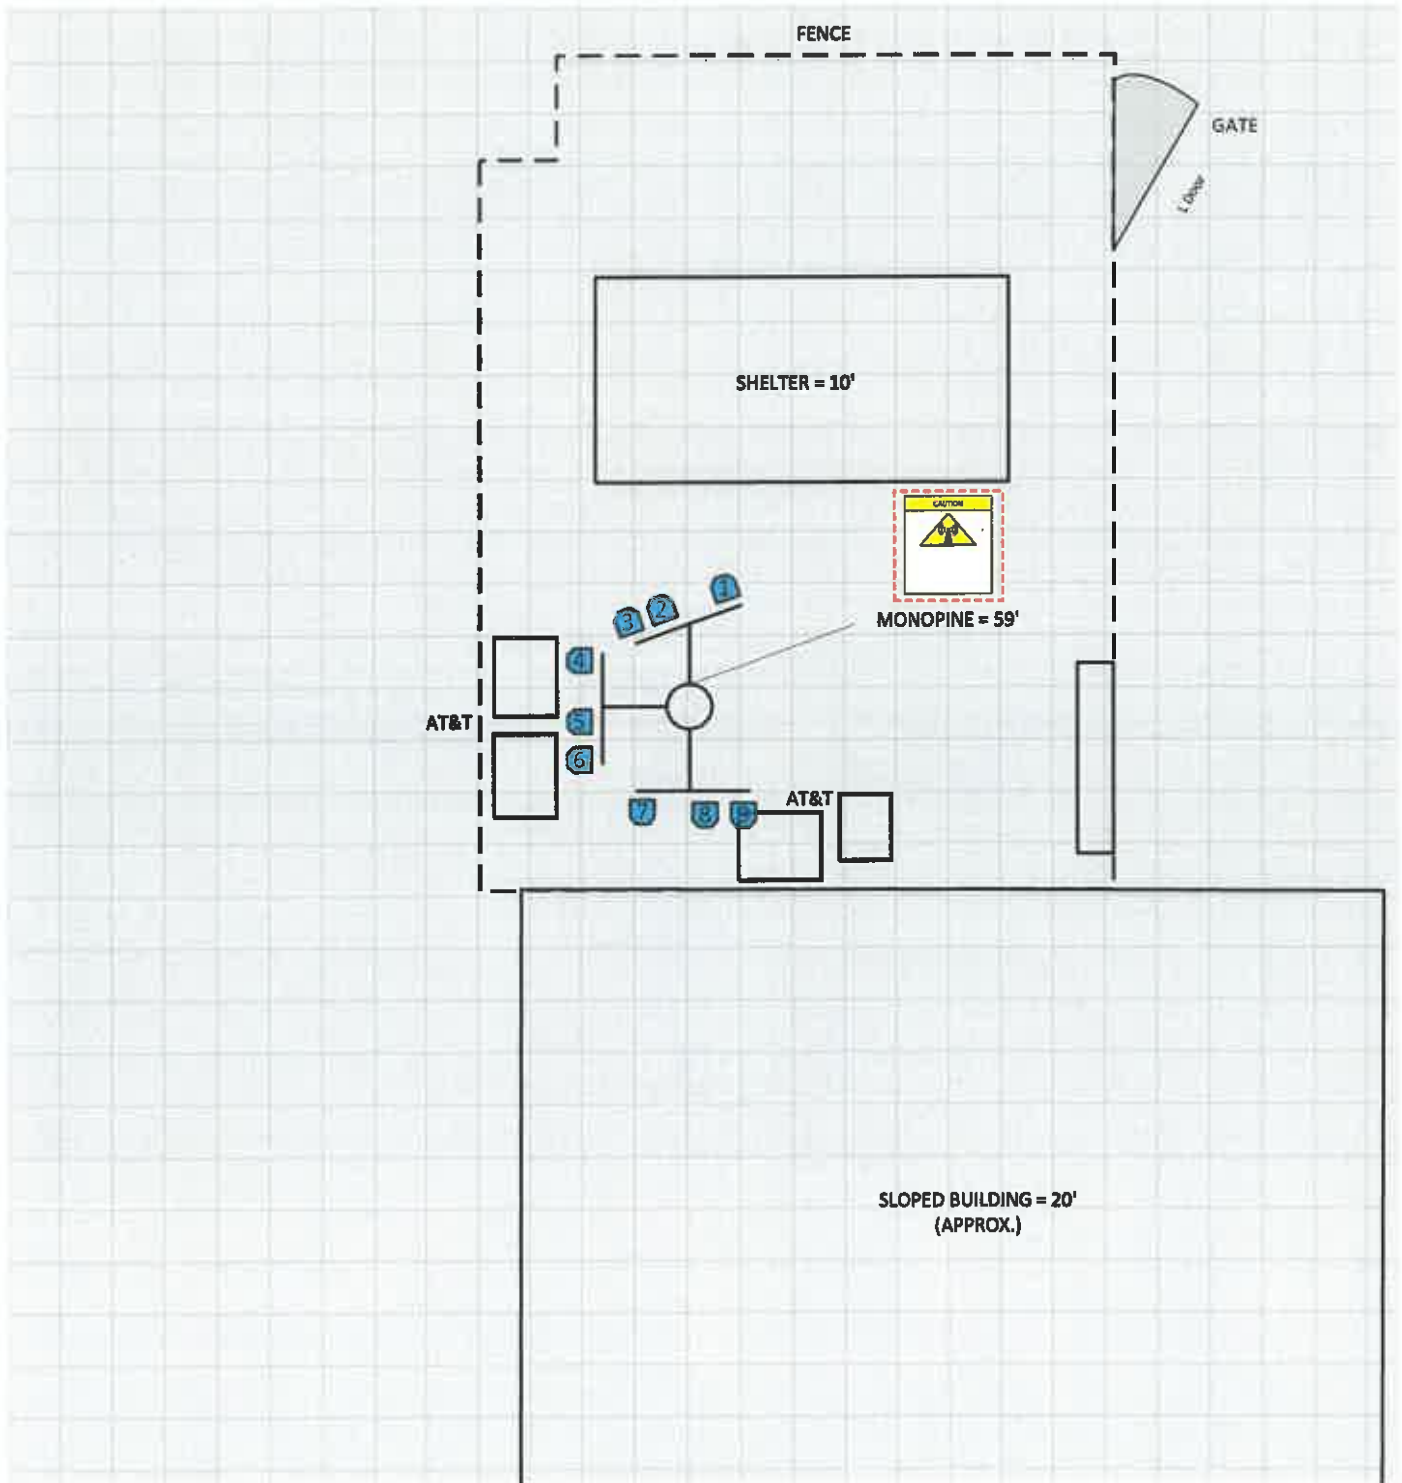 FENCE
GATE
L Door
SHELTER = 10'
CAUTION
MONOPINE = 59'
1
2
3
4
5
6
AT&T
7
8
9
AT&T
SLOPED BUILDING = 20'
(APPROX.)